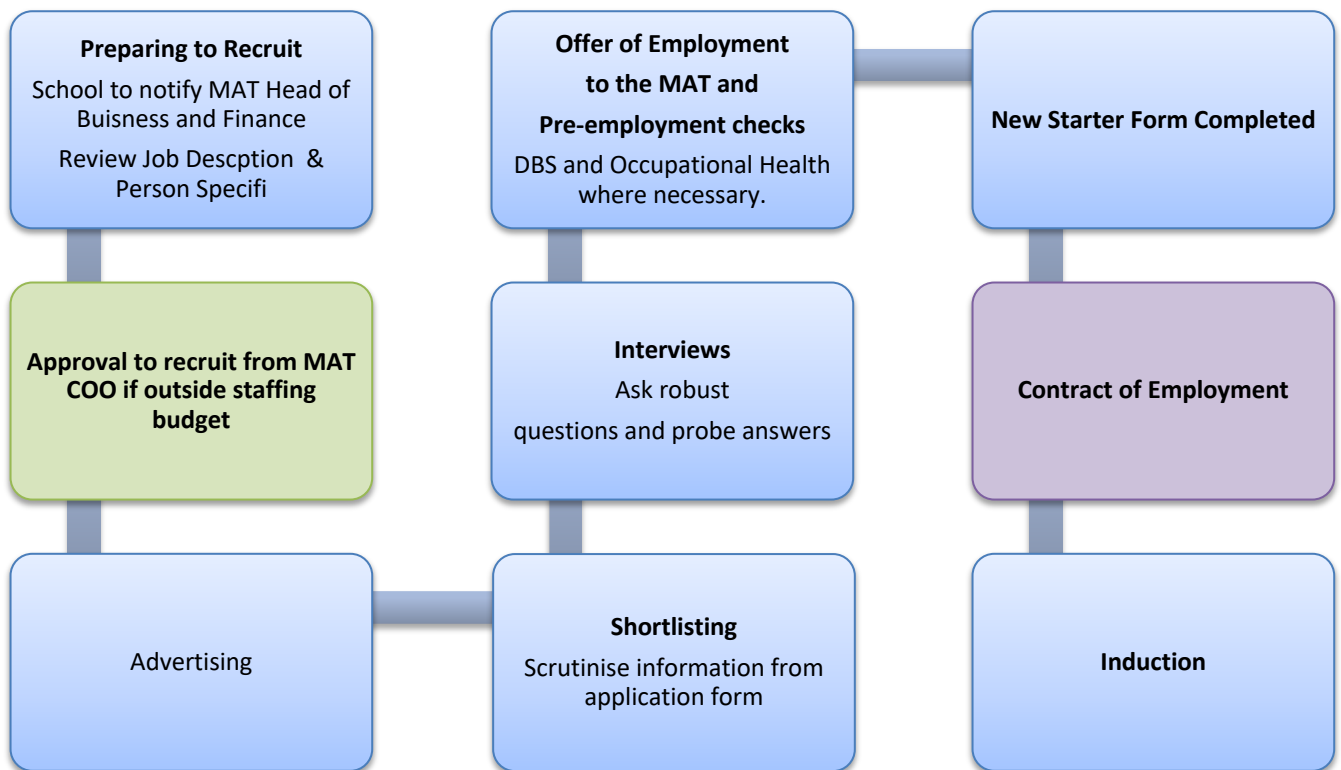 Preparing to Recruit
School to notify MAT Head of
Buisness and Finance
Review Job Descption &
Person Specifi
Approval to recruit from MAT
COO if outside staffing
budget
Advertising
Shortlisting
Scrutinise information from
application form
Interviews
Ask robust
questions and probe answers
Offer of Employment
to the MAT and
Pre-employment checks
DBS and Occupational Health
where necessary.
New Starter Form Completed
Contract of Employment
Induction